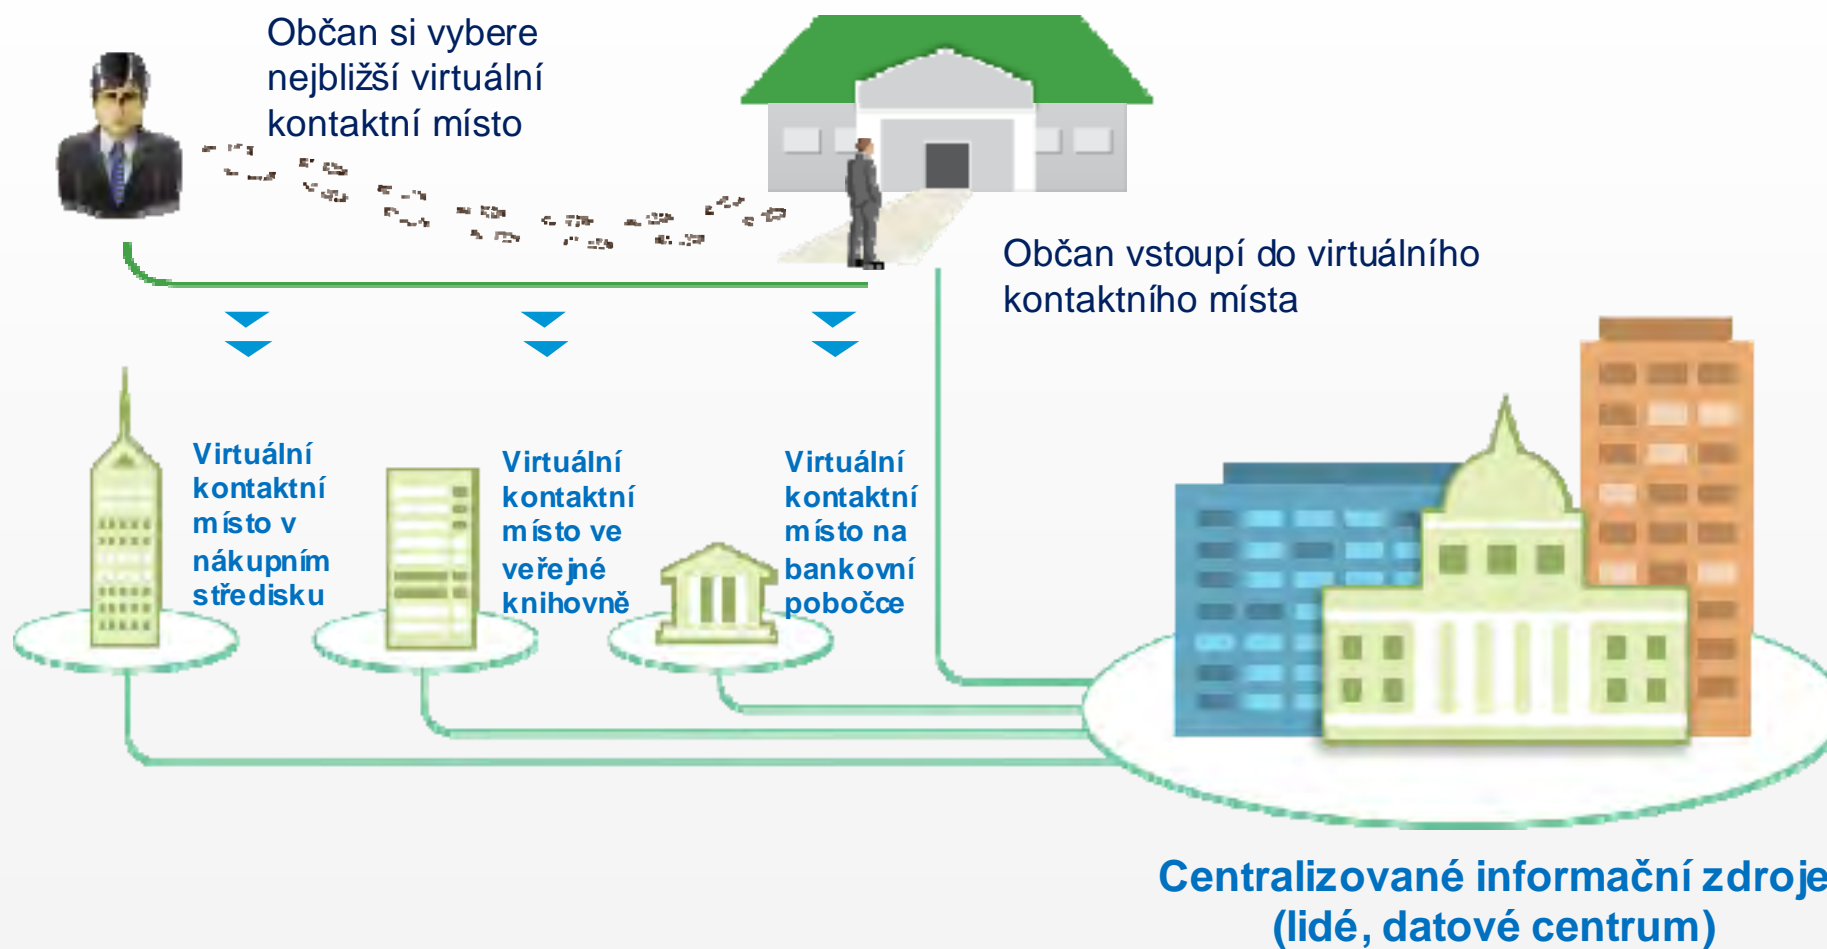 Občan si vybere
nejbližší virtuální
kontaktní místo
Občan vstoupí do virtuálního
kontaktního místa
Virtuální
kontaktní
místo v
nákupním
středisku
Virtuální
kontaktní
místo ve
veřejné
knihovně
Virtuální
kontaktní
místo na
bankovní
pobočce
Centralizované informační zdroje
(lidé, datové centrum)